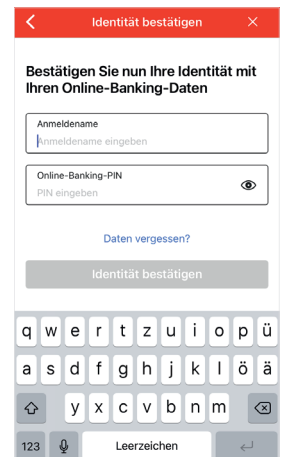 Identität bestätigen
Bestätigen Sie nun Ihre Identität mit
Ihren Online-Banking-Daten
Anmeldename
Anmeldename eingeben
Online-Banking-PIN
PIN eingeben
Daten vergessen?
Identität bestätigen
q w e r t z u i o p ü
a s d f g h j k l ö ä
y x c v b n m
123 Leerzeichen